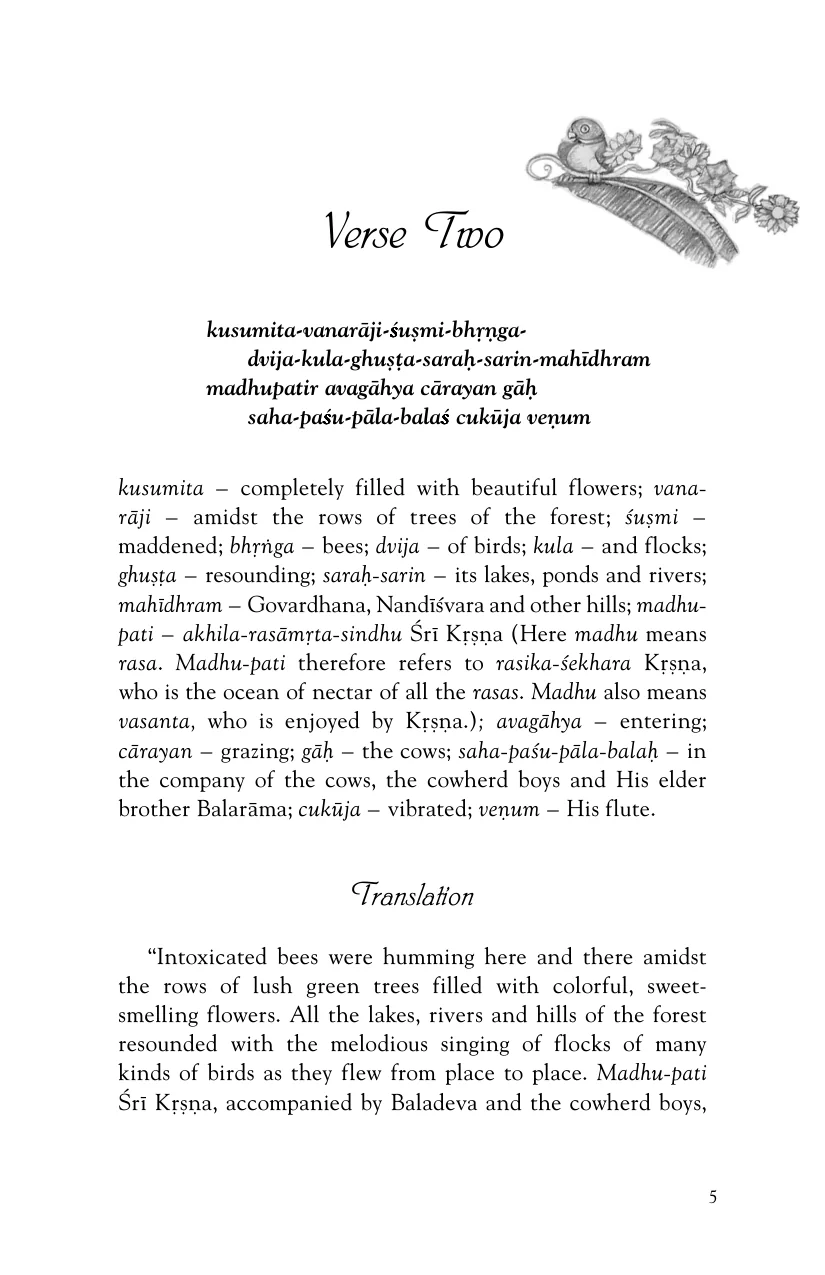 Verse Two
kusumita-vanarāji-śuṣmi-bhṛṇga-
dvija-kula-ghuṣṭa-saraḥ-sarin-mahīdhram
madhupatir avagāhya cārayan gāḥ
saha-paśu-pāla-balaś cukūja veṇum
kusumita – completely filled with beautiful flowers; vana-
rāji – amidst the rows of trees of the forest; śuṣmi –
maddened; bhṛṅga – bees; dvija – of birds; kula – and flocks;
ghuṣṭa – resounding; saraḥ-sarin – its lakes, ponds and rivers;
mahīdhram – Govardhana, Nandīśvara and other hills; madhu-
pati – akhila-rasāmṛta-sindhu Śrī Kṛṣṇa (Here madhu means
rasa. Madhu-pati therefore refers to rasika-śekhara Kṛṣṇa,
who is the ocean of nectar of all the rasas. Madhu also means
vasanta, who is enjoyed by Kṛṣṇa.); avagāhya – entering;
cārayan – grazing; gāḥ – the cows; saha-paśu-pāla-balaḥ – in
the company of the cows, the cowherd boys and His elder
brother Balarāma; cukūja – vibrated; veṇum – His flute.
Translation
“Intoxicated bees were humming here and there amidst
the rows of lush green trees filled with colorful, sweet-
smelling flowers. All the lakes, rivers and hills of the forest
resounded with the melodious singing of flocks of many
kinds of birds as they flew from place to place. Madhu-pati
Śrī Kṛṣṇa, accompanied by Baladeva and the cowherd boys,
5